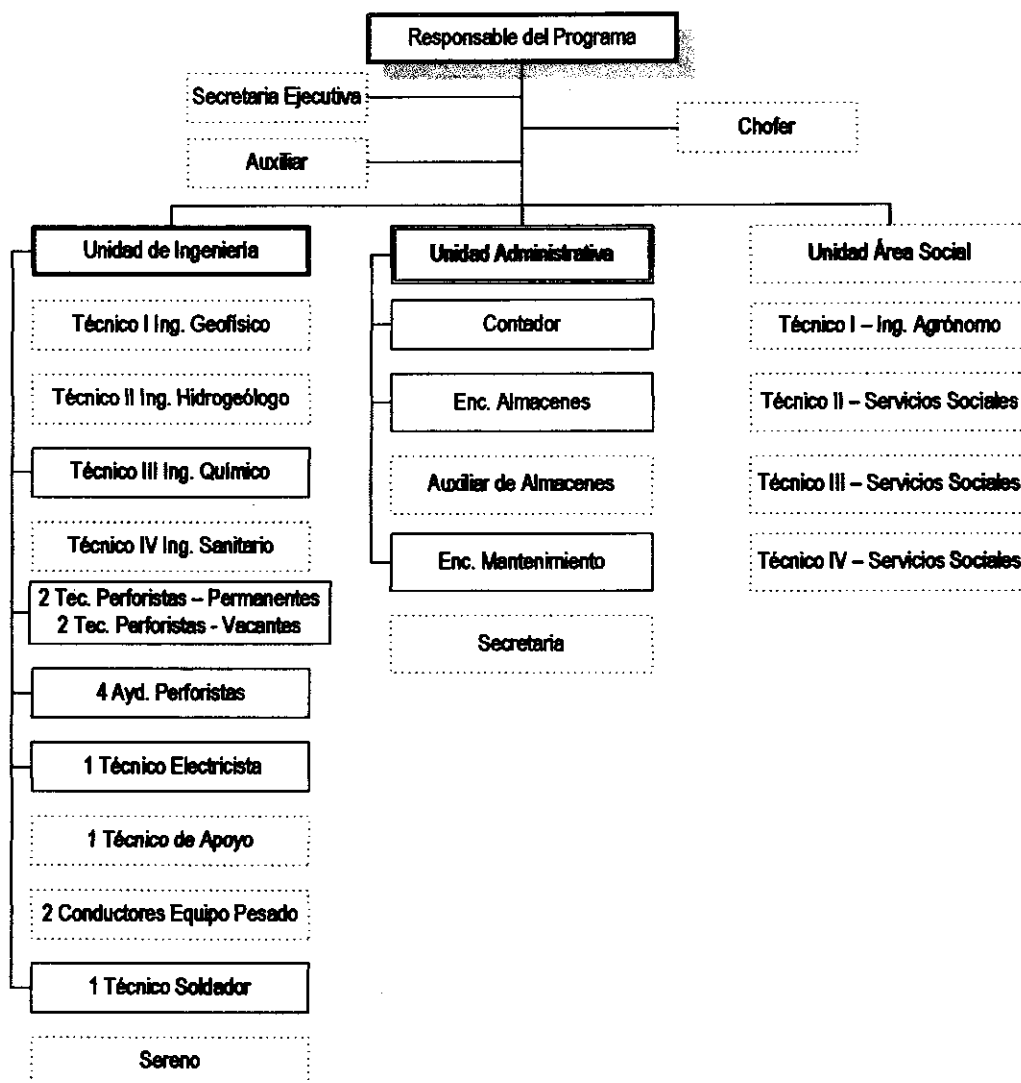 Responsable del Programa
Secretaria Ejecutiva
Chofer
Auxiliar
Unidad de Ingeniería
Técnico I Ing. Geofísico
Técnico II Ing. Hidrogeólogo
Técnico III Ing. Químico
Técnico IV Ing. Sanitario
2 Tec. Perforistas – Permanentes
2 Tec. Perforistas - Vacantes
4 Ayd. Perforistas
1 Técnico Electricista
1 Técnico de Apoyo
2 Conductores Equipo Pesado
1 Técnico Soldador
Sereno
Unidad Administrativa
Contador
Enc. Almacenes
Auxiliar de Almacenes
Enc. Mantenimiento
Secretaria
Unidad Área Social
Técnico I – Ing. Agrónomo
Técnico II – Servicios Sociales
Técnico III – Servicios Sociales
Técnico IV – Servicios Sociales